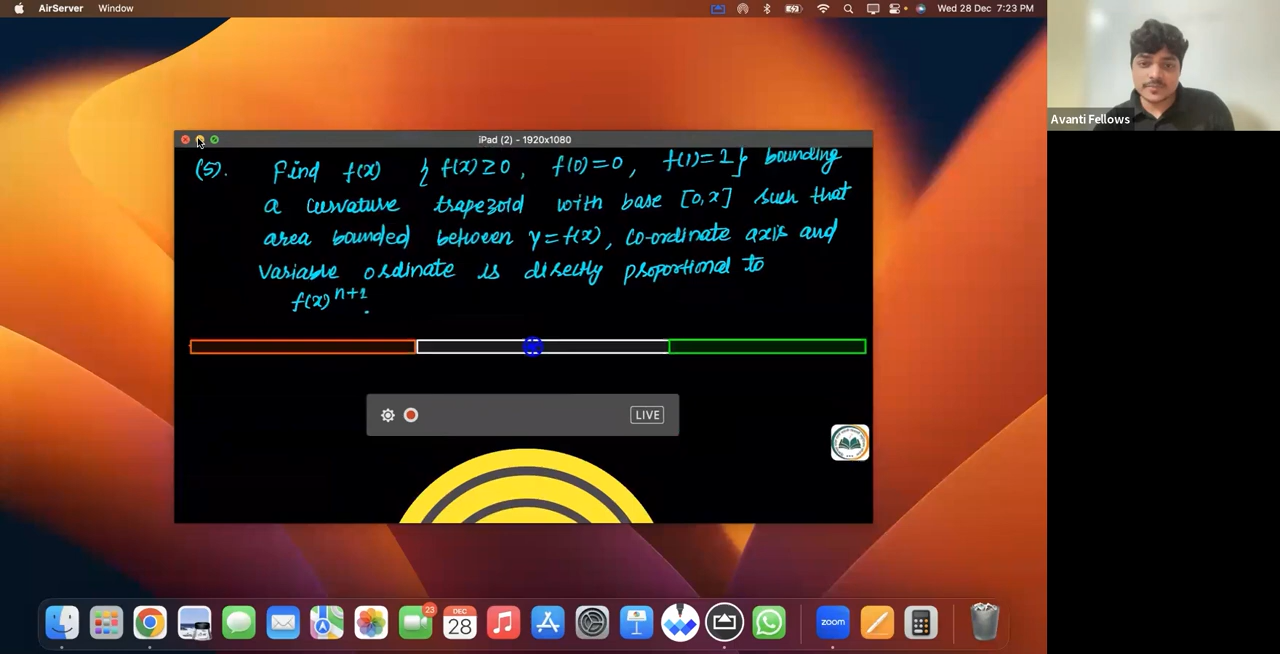 AirServer Window Wed 28 Dec 7:23 PM
Avanti Fellows
iPad (2) - 1920x1080
(5). Find f(x) { f(x) ≥ 0, f(0) = 0, f(1) = 1 } bounding
a curvature trapezoid with base [0, x] such that
area bounded between y = f(x), co-ordinate axis and
variable ordinate is directly proportional to
f(x)^{n+1}.
LIVE
23
DEC
28
zoom